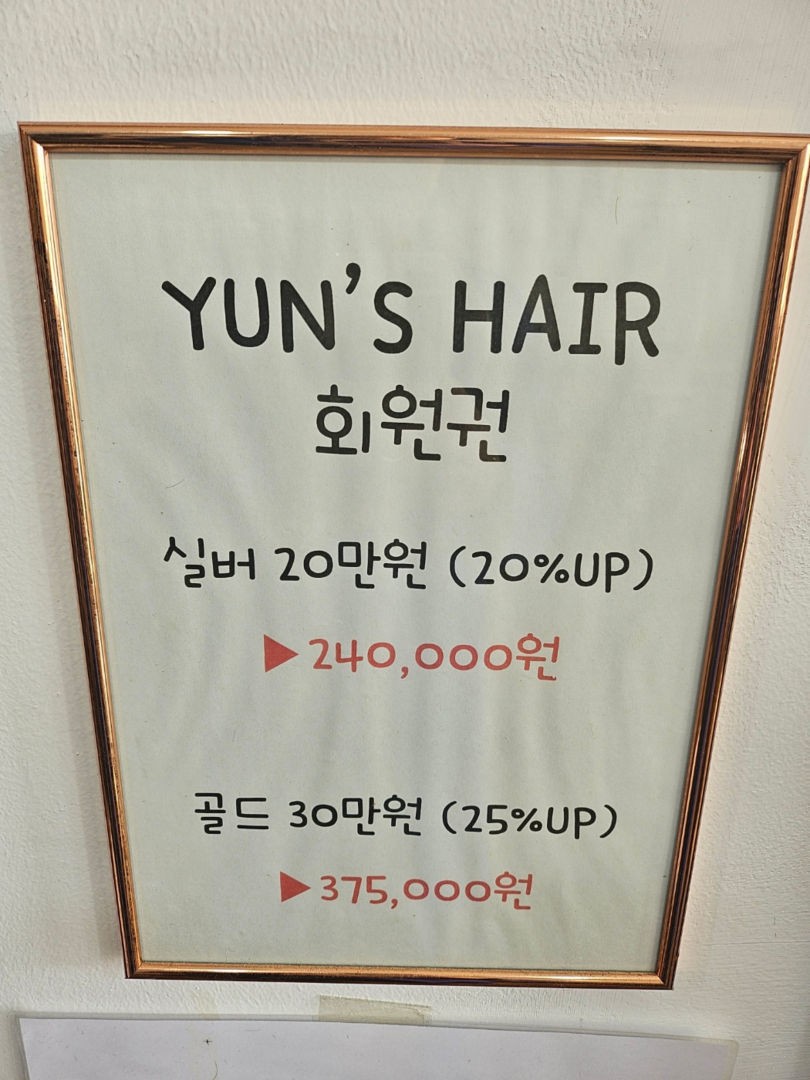 YUN'S HAIR
회원권
실버 20만원 (20%UP)
▶240,000원
골드 30만원 (25%UP)
▶375,000원